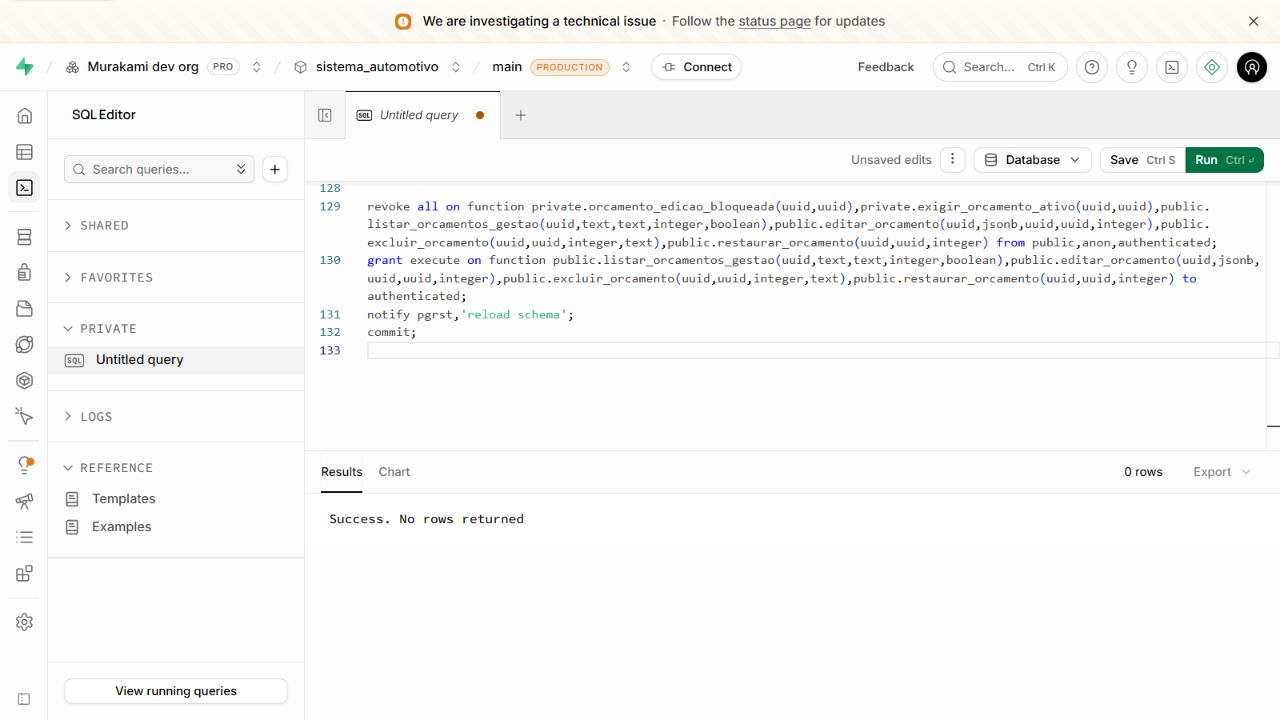 We are investigating a technical issue · Follow the status page for updates
Murakami dev org PRO / sistema_automotivo / main PRODUCTION Connect Feedback Search... Ctrl K
SQL Editor
SQL Untitled query
Unsaved edits Database Save Ctrl S Run Ctrl ⏎
Search queries...
SHARED
FAVORITES
PRIVATE
SQL Untitled query
LOGS
REFERENCE
Templates
Examples
View running queries
128
129 revoke all on function private.orcamento_edicao_bloqueada(uuid,uuid),private.exigir_orcamento_ativo(uuid,uuid),public.
listar_orcamentos_gestao(uuid,text,text,integer,boolean),public.editar_orcamento(uuid,jsonb,uuid,uuid,integer),public.
excluir_orcamento(uuid,uuid,integer,text),public.restaurar_orcamento(uuid,uuid,integer) from public,anon,authenticated;
130 grant execute on function public.listar_orcamentos_gestao(uuid,text,text,integer,boolean),public.editar_orcamento(uuid,jsonb,
uuid,uuid,integer),public.excluir_orcamento(uuid,uuid,integer,text),public.restaurar_orcamento(uuid,uuid,integer) to
authenticated;
131 notify pgrst,'reload schema';
132 commit;
133
Results Chart 0 rows Export
Success. No rows returned